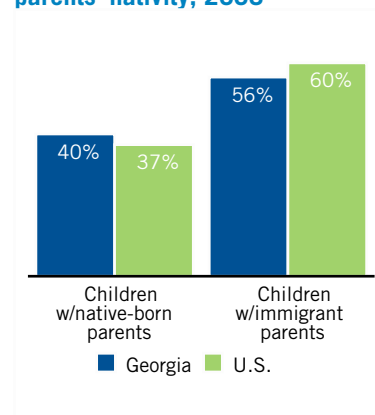 56%
60%
40%
37%
Children
w/native-born
parents
Children
w/immigrant
parents
Georgia
U.S.